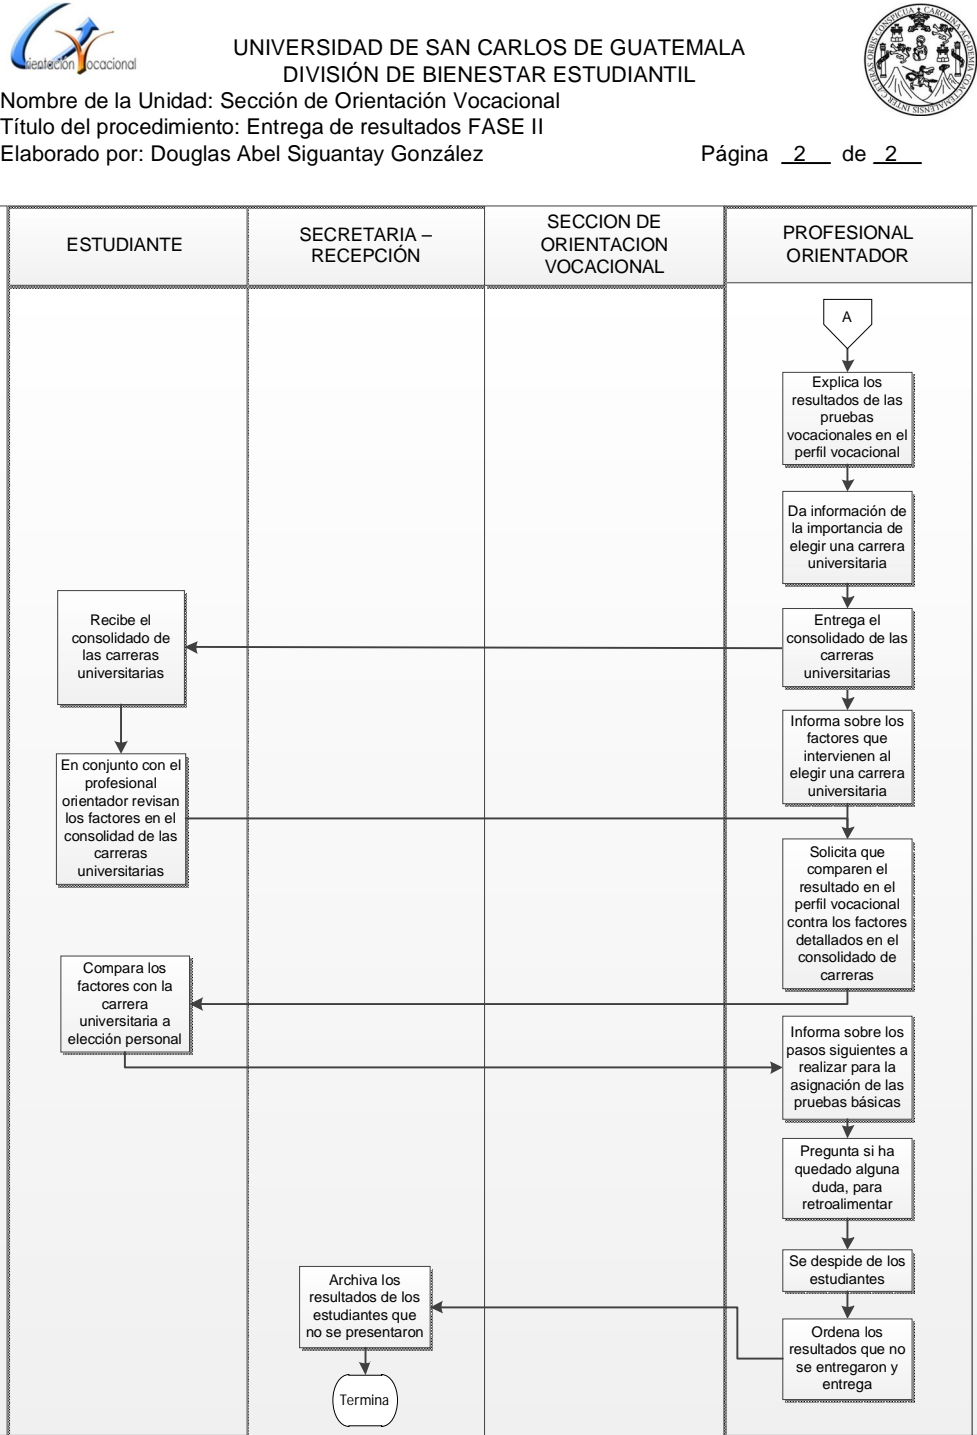 Orientación Vocacional
UNIVERSIDAD DE SAN CARLOS DE GUATEMALA
DIVISIÓN DE BIENESTAR ESTUDIANTIL
Nombre de la Unidad: Sección de Orientación Vocacional
Título del procedimiento: Entrega de resultados FASE II
Elaborado por: Douglas Abel Siguantay González
Página 2 de 2
ESTUDIANTE
SECRETARIA –
RECEPCIÓN
SECCION DE
ORIENTACION
VOCACIONAL
PROFESIONAL
ORIENTADOR
A
Explica los
resultados de las
pruebas
vocacionales en el
perfil vocacional
Da información de
la importancia de
elegir una carrera
universitaria
Entrega el
consolidado de las
carreras
universitarias
Recibe el
consolidado de
las carreras
universitarias
Informa sobre los
factores que
intervienen al
elegir una carrera
universitaria
En conjunto con el
profesional
orientador revisan
los factores en el
consolidad de las
carreras
universitarias
Solicita que
comparen el
resultado en el
perfil vocacional
contra los factores
detallados en el
consolidado de
carreras
Compara los
factores con la
carrera
universitaria a
elección personal
Informa sobre los
pasos siguientes a
realizar para la
asignación de las
pruebas básicas
Pregunta si ha
quedado alguna
duda, para
retroalimentar
Se despide de los
estudiantes
Ordena los
resultados que no
se entregaron y
entrega
Archiva los
resultados de los
estudiantes que
no se presentaron
Termina